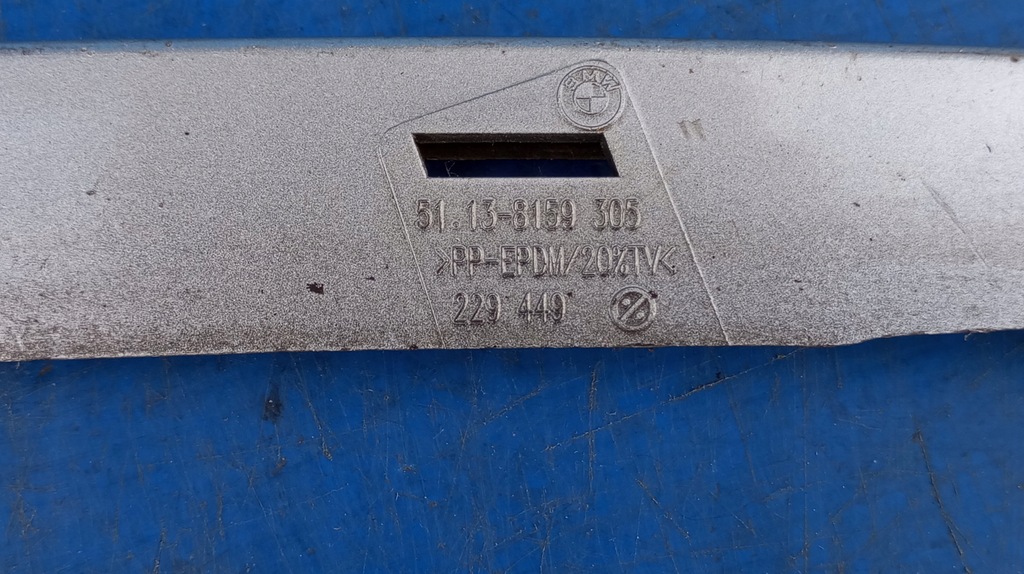 BMW
51.13-8159 305
>PP-EPDM/20%TV<
229 449